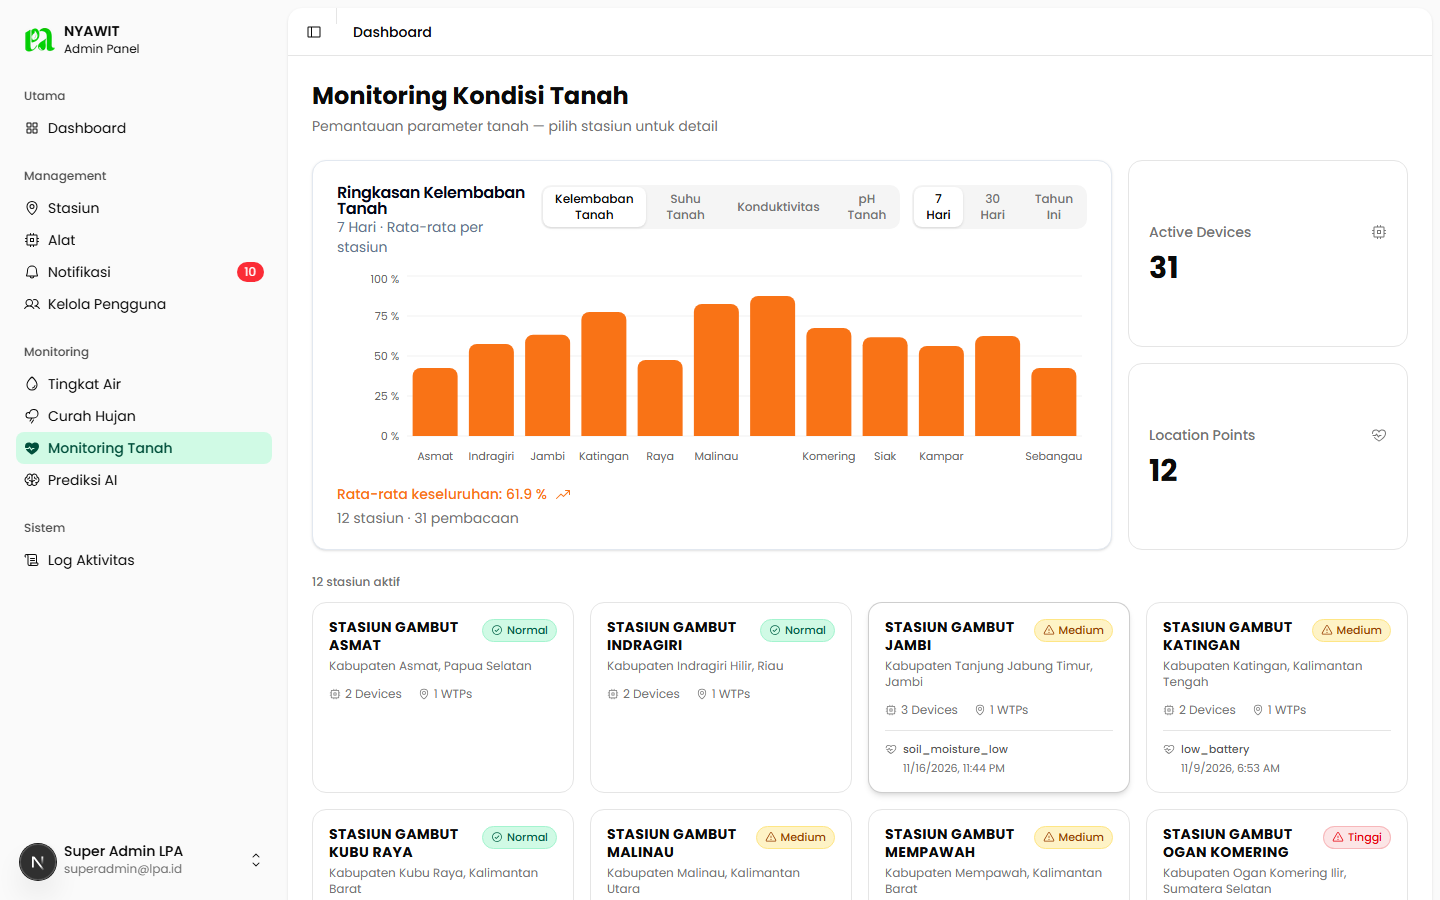 NYAWIT
Admin Panel
Utama
Dashboard
Management
Stasiun
Alat
Notifikasi
10
Kelola Pengguna
Monitoring
Tingkat Air
Curah Hujan
Monitoring Tanah
Prediksi AI
Sistem
Log Aktivitas
N
Super Admin LPA
superadmin@lpa.id
Dashboard
Monitoring Kondisi Tanah
Pemantauan parameter tanah — pilih stasiun untuk detail
Ringkasan Kelembaban
Tanah
7 Hari · Rata-rata per
stasiun
Kelembaban
Tanah
Suhu
Tanah
Konduktivitas
pH
Tanah
7
Hari
30
Hari
Tahun
Ini
100 %
75 %
50 %
25 %
0 %
Asmat
Indragiri
Jambi
Katingan
Raya
Malinau
Komering
Siak
Kampar
Sebangau
Rata-rata keseluruhan: 61.9 %
12 stasiun · 31 pembacaan
Active Devices
31
Location Points
12
12 stasiun aktif
STASIUN GAMBUT
ASMAT
Normal
Kabupaten Asmat, Papua Selatan
2 Devices
1 WTPs
STASIUN GAMBUT
INDRAGIRI
Normal
Kabupaten Indragiri Hilir, Riau
2 Devices
1 WTPs
STASIUN GAMBUT
JAMBI
Medium
Kabupaten Tanjung Jabung Timur,
Jambi
3 Devices
1 WTPs
soil_moisture_low
11/16/2026, 11:44 PM
STASIUN GAMBUT
KATINGAN
Medium
Kabupaten Katingan, Kalimantan
Tengah
2 Devices
1 WTPs
low_battery
11/9/2026, 6:53 AM
STASIUN GAMBUT
KUBU RAYA
Normal
Kabupaten Kubu Raya, Kalimantan
Barat
STASIUN GAMBUT
MALINAU
Medium
Kabupaten Malinau, Kalimantan
Utara
STASIUN GAMBUT
MEMPAWAH
Medium
Kabupaten Mempawah, Kalimantan
Barat
STASIUN GAMBUT
OGAN KOMERING
Tinggi
Kabupaten Ogan Komering Ilir,
Sumatera Selatan